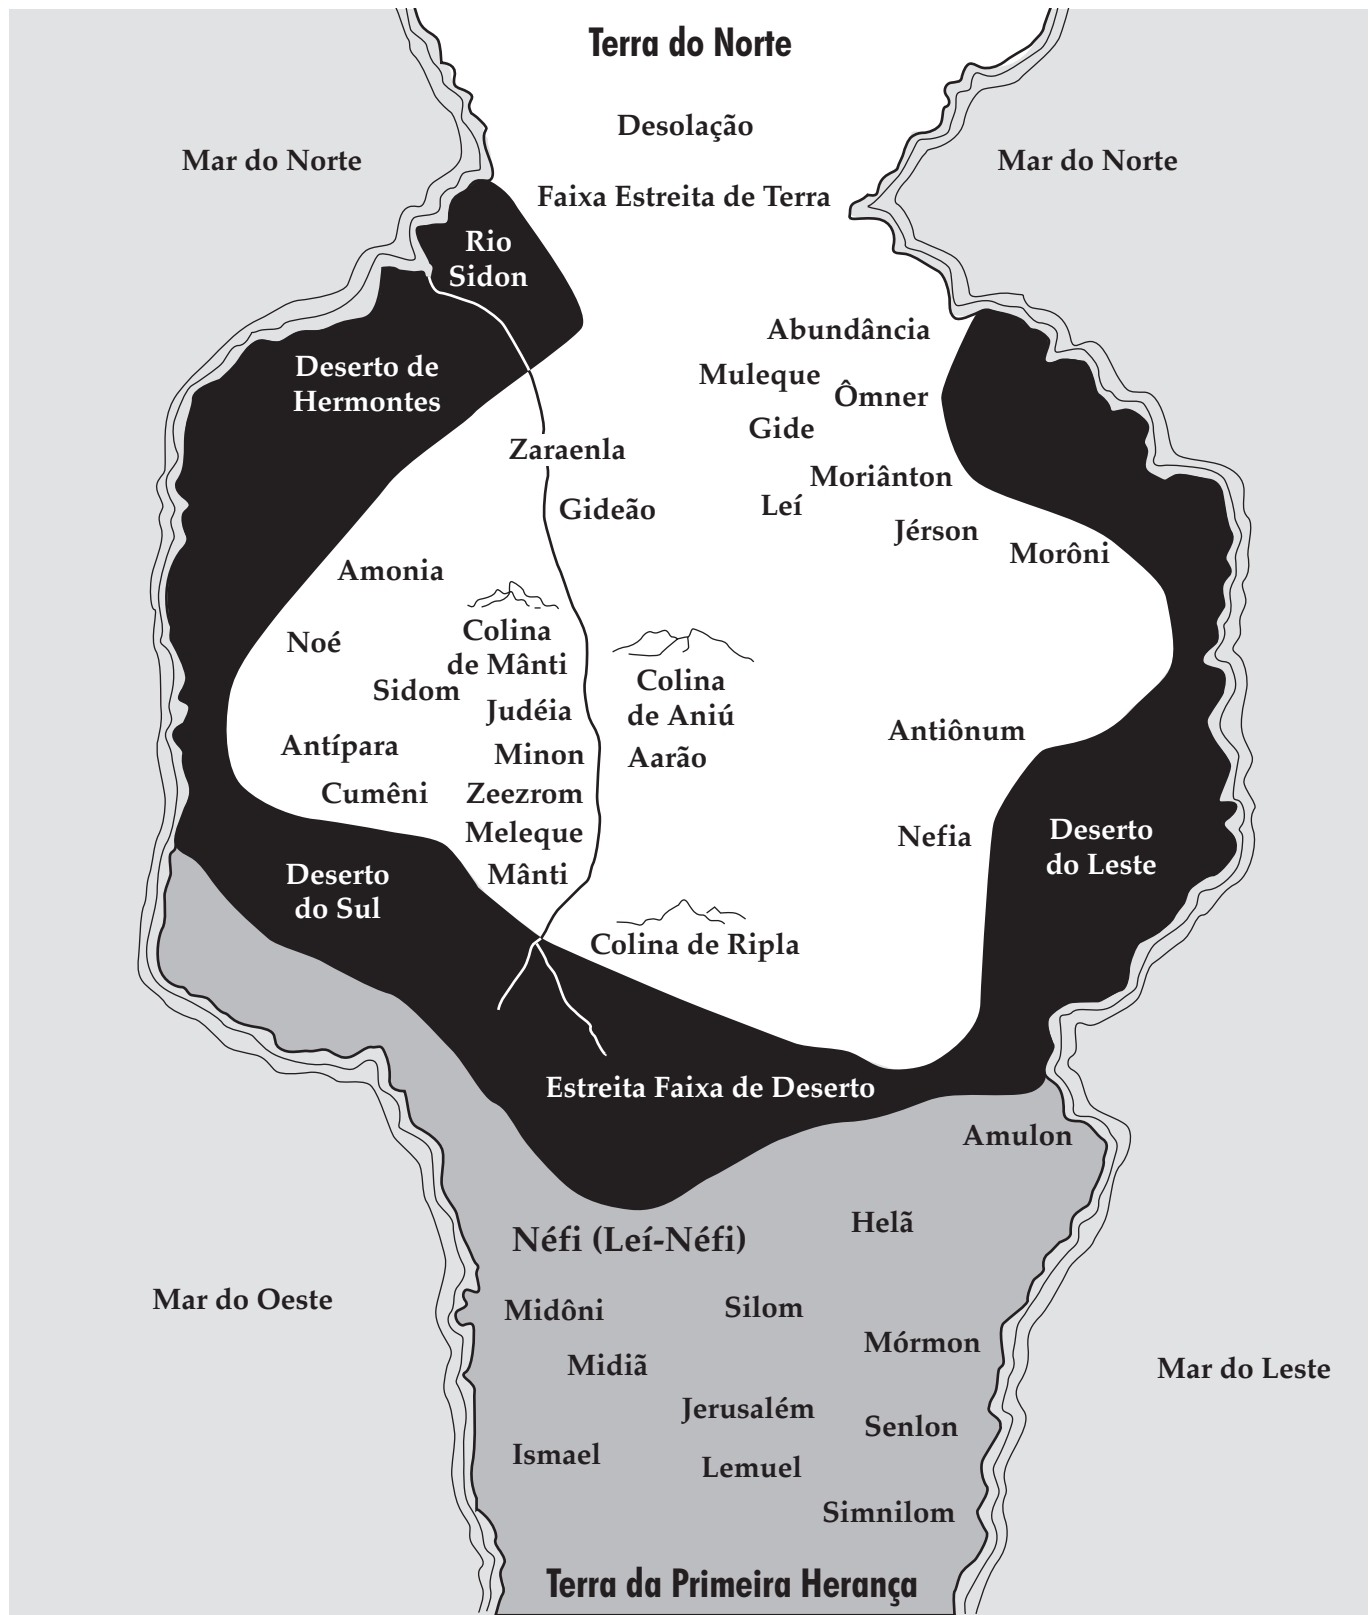 Terra do Norte
Desolação
Mar do Norte
Mar do Norte
Faixa Estreita de Terra
Rio
Sidon
Abundância
Deserto de
Hermontes
Muleque
Ômner
Gide
Zaraenla
Moriânton
Leí
Gideão
Jérson
Morôni
Amonia
Colina
de Mânti
Noé
Colina
de Aniú
Sidom
Judéia
Antiônum
Antípara
Minon
Aarão
Cumêni
Zeezrom
Meleque
Nefia
Deserto
do Leste
Mânti
Deserto
do Sul
Colina de Ripla
Estreita Faixa de Deserto
Amulon
Helã
Néfi (Leí-Néfi)
Mar do Oeste
Midôni
Silom
Mórmon
Midiã
Mar do Leste
Jerusalém
Senlon
Ismael
Lemuel
Simnilom
Terra da Primeira Herança